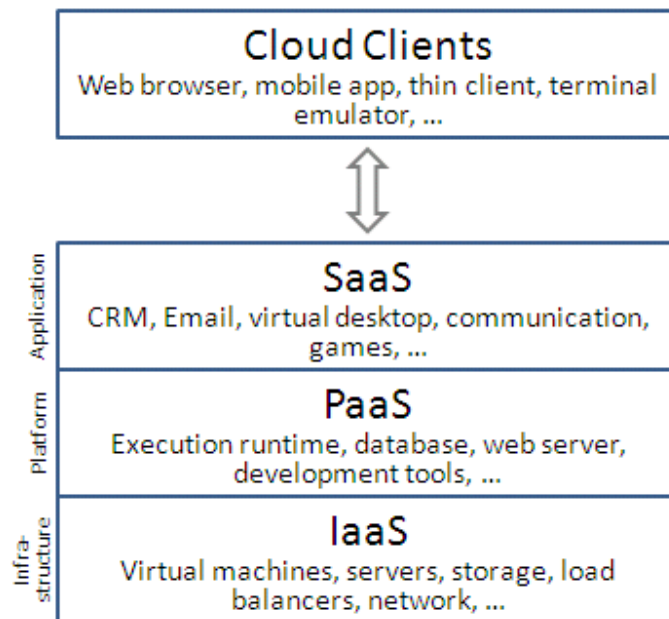 Cloud Clients
Web browser, mobile app, thin client, terminal
emulator, ...
Application
SaaS
CRM, Email, virtual desktop, communication,
games, ...
Platform
PaaS
Execution runtime, database, web server,
development tools, ...
Infra-
structure
IaaS
Virtual machines, servers, storage, load
balancers, network, ...